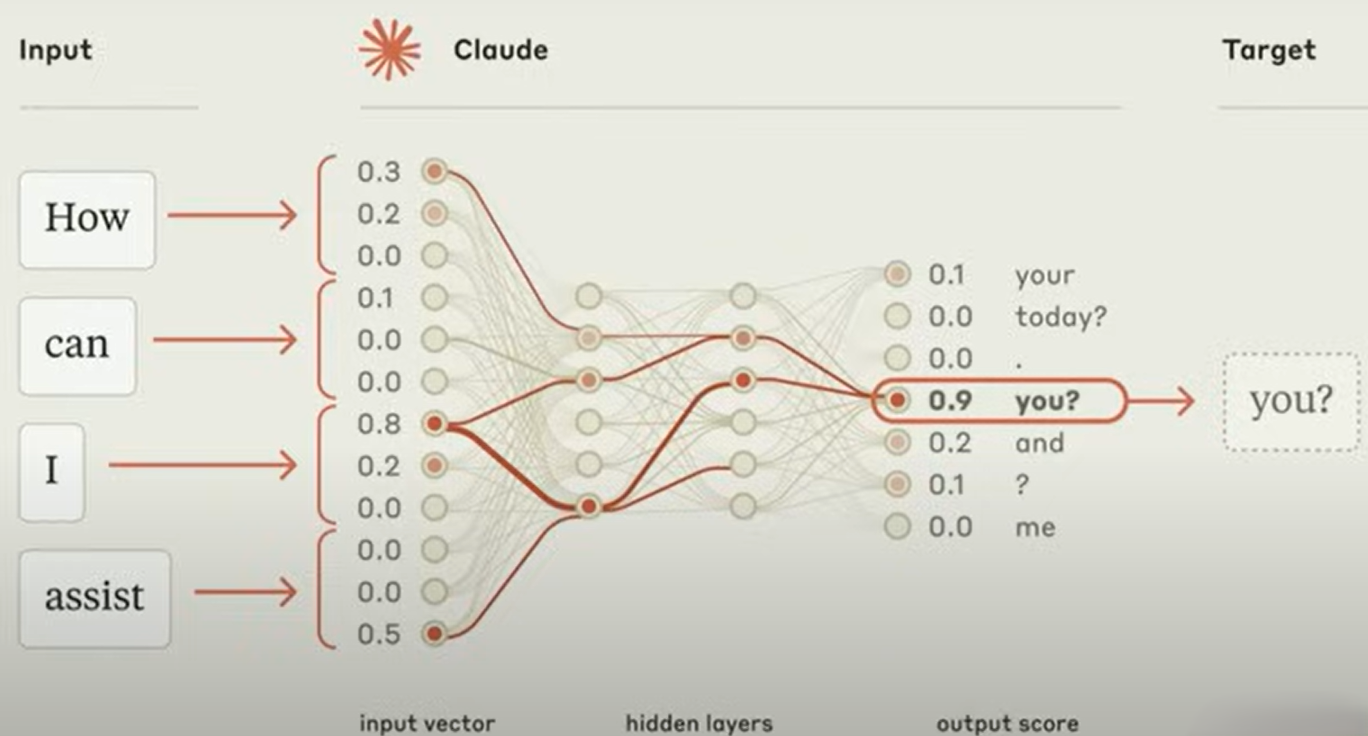 Input
Claude
Target
How
can
I
assist
0.3
0.2
0.0
0.1
0.0
0.0
0.8
0.2
0.0
0.0
0.0
0.5
0.1 your
0.0 today?
0.0 .
0.9 you?
0.2 and
0.1 ?
0.0 me
you?
input vector
hidden layers
output score